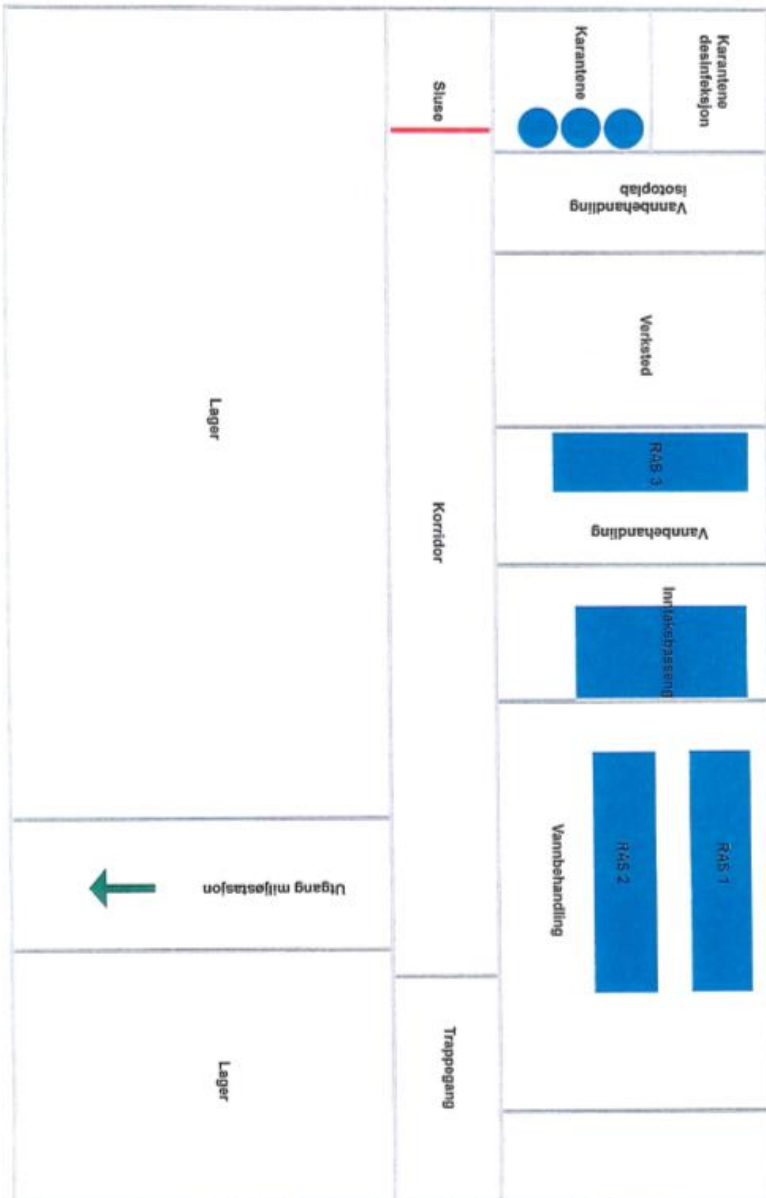 Karantene
desinfeksjon
Karantene
Sluse
Vannbehandling
isotoplab
Verksted
RAS 3
Vannbehandling
Lager
Korridor
Inntaksbasseng
RAS 1
RAS 2
Vannbehandling
Utgang miljøstasjon
Trappegang
Lager